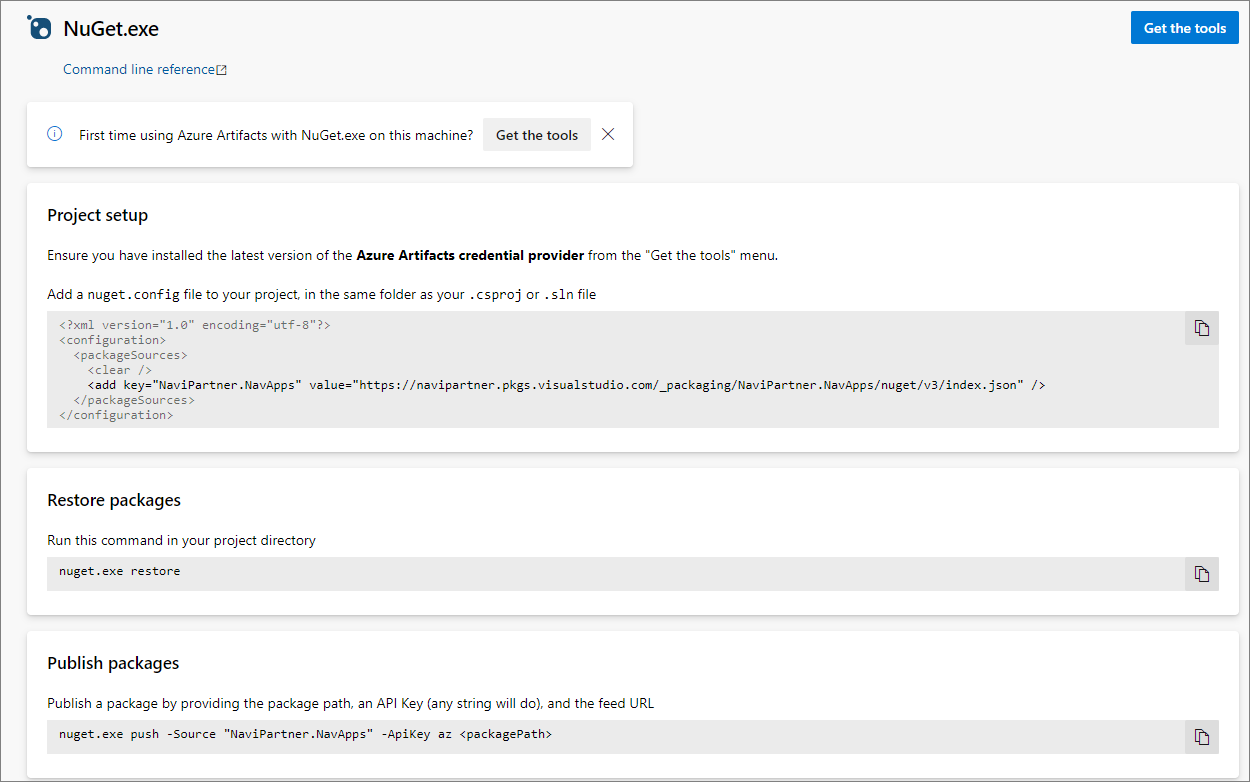 NuGet.exe
Get the tools
Command line reference
First time using Azure Artifacts with NuGet.exe on this machine? Get the tools
Project setup
Ensure you have installed the latest version of the Azure Artifacts credential provider from the "Get the tools" menu.
Add a nuget.config file to your project, in the same folder as your .csproj or .sln file
<?xml version="1.0" encoding="utf-8"?>
<configuration>
  <packageSources>
    <clear />
    <add key="NaviPartner.NavApps" value="https://navipartner.pkgs.visualstudio.com/_packaging/NaviPartner.NavApps/nuget/v3/index.json" />
  </packageSources>
</configuration>
Restore packages
Run this command in your project directory
nuget.exe restore
Publish packages
Publish a package by providing the package path, an API Key (any string will do), and the feed URL
nuget.exe push -Source "NaviPartner.NavApps" -ApiKey az <packagePath>